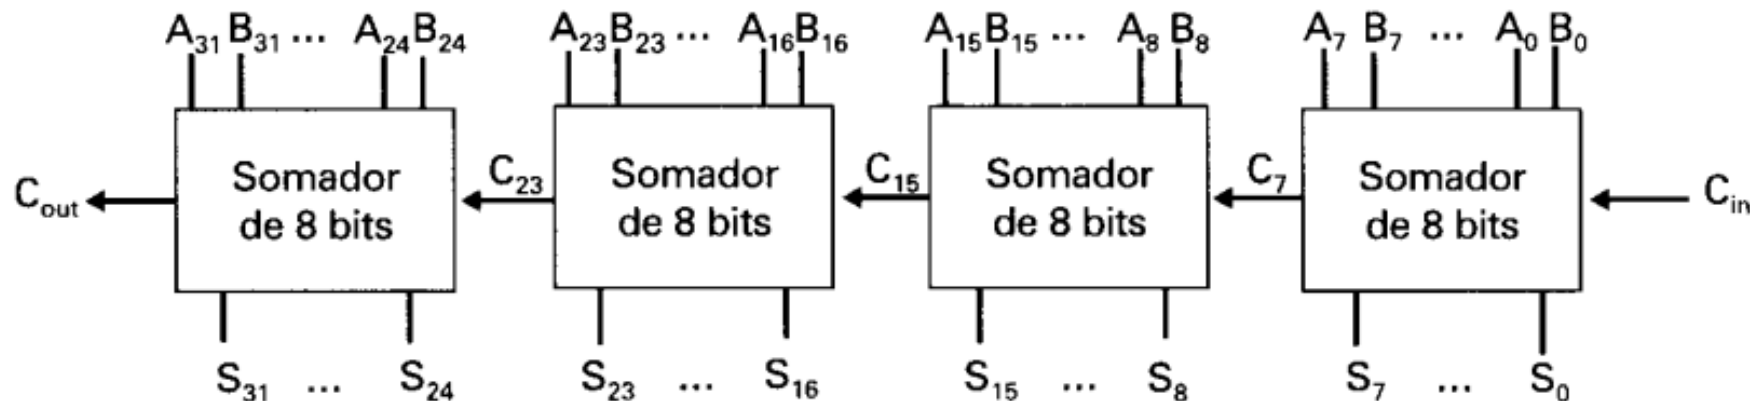 A₃₁ B₃₁ ... A₂₄ B₂₄ A₂₃ B₂₃ ... A₁₆ B₁₆ A₁₅ B₁₅ ... A₈ B₈ A₇ B₇ ... A₀ B₀
C_out Somador de 8 bits C₂₃ Somador de 8 bits C₁₅ Somador de 8 bits C₇ Somador de 8 bits C_in
S₃₁ ... S₂₄ S₂₃ ... S₁₆ S₁₅ ... S₈ S₇ ... S₀